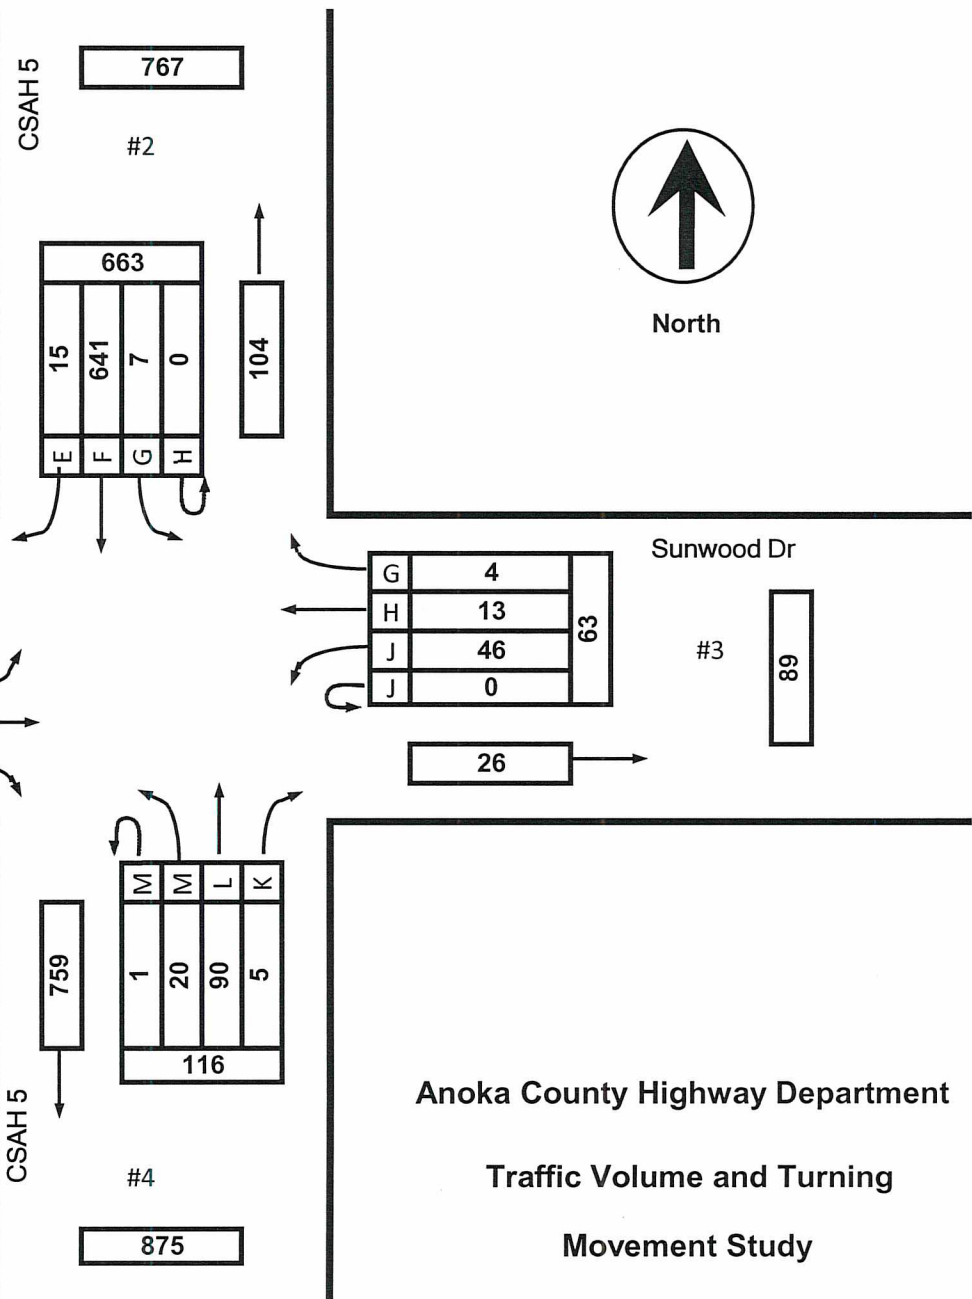 CSAH 5
767
#2
663
15
641
7
0
104
E
F
G
H
North
Sunwood Dr
G 4
H 13
J 46
J 0
63
#3
89
26
M
M
L
K
759
1
20
90
5
116
CSAH 5
#4
875
Anoka County Highway Department
Traffic Volume and Turning
Movement Study